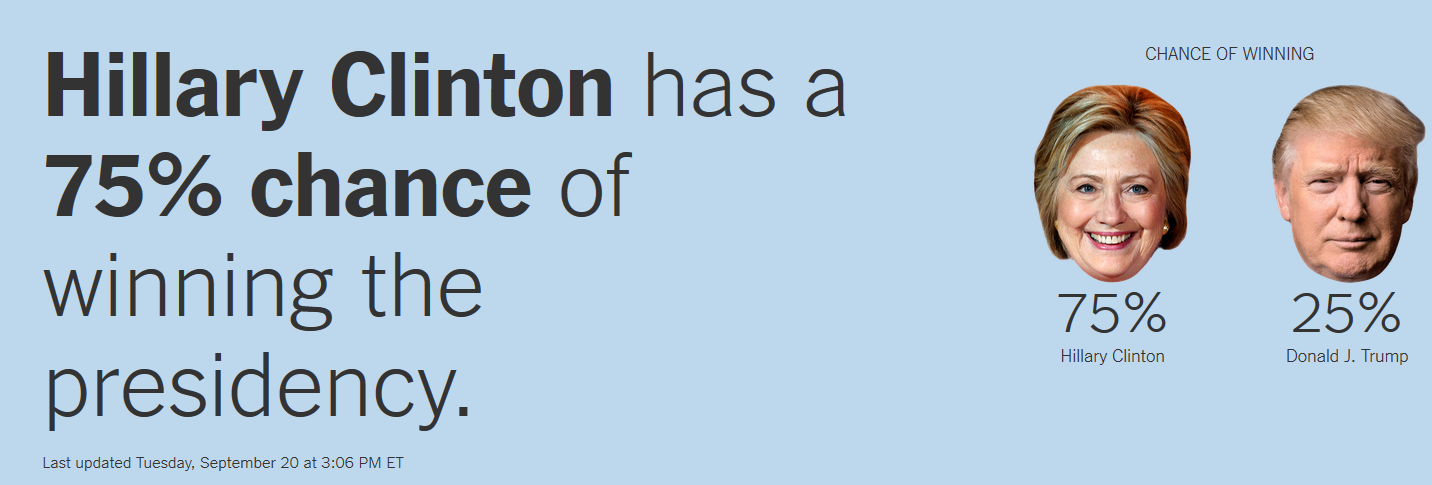 Hillary Clinton has a
75% chance of
winning the
presidency.
Last updated Tuesday, September 20 at 3:06 PM ET
CHANCE OF WINNING
75%
Hillary Clinton
25%
Donald J. Trump